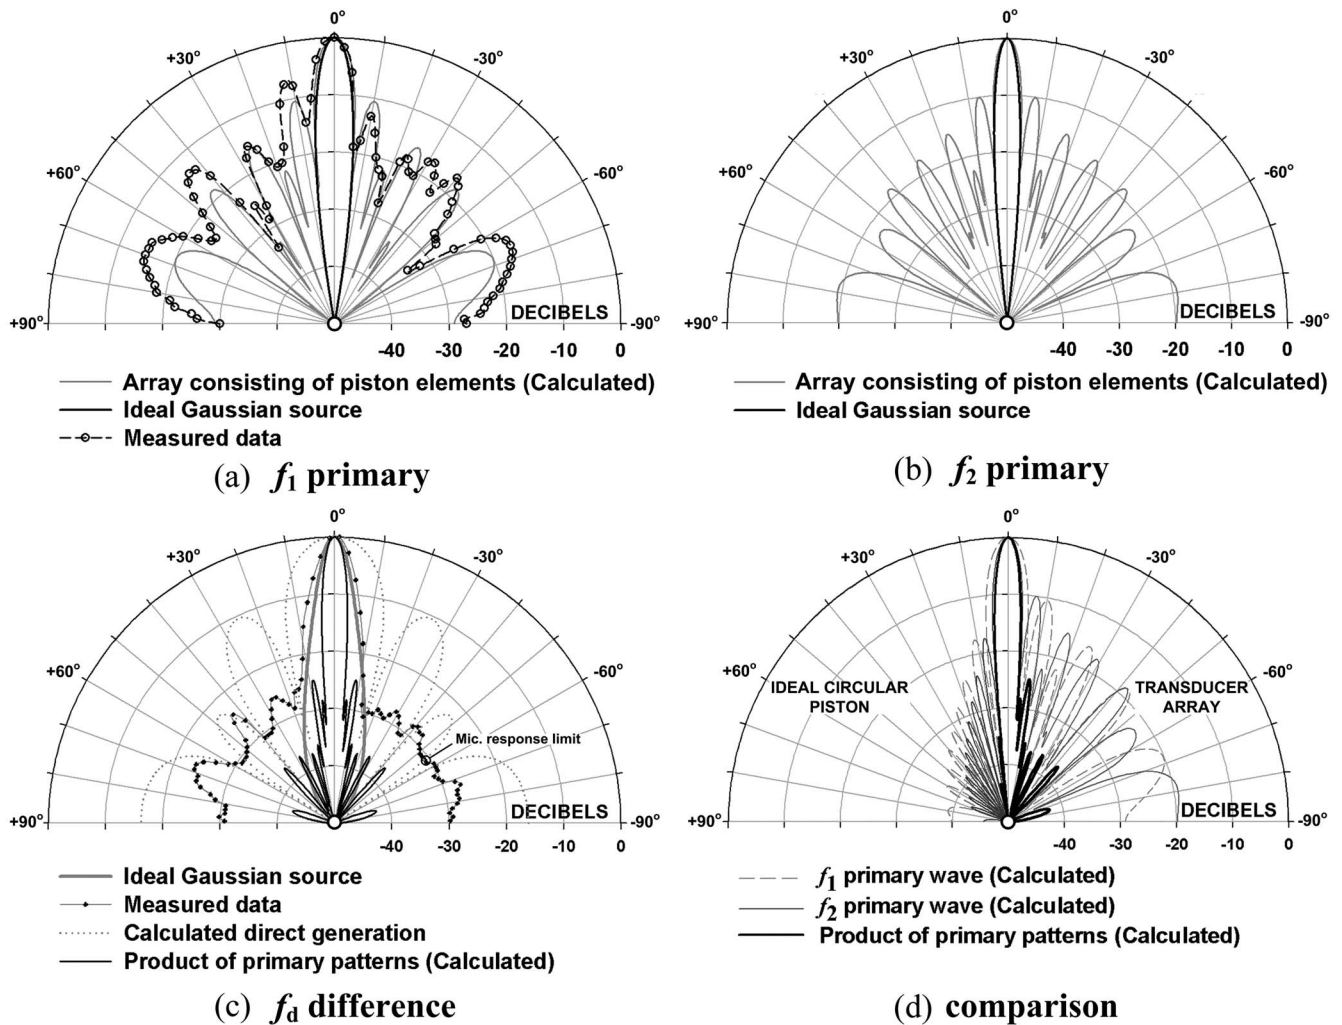 0°
+30°
-30°
+60°
-60°
DECIBELS
+90°
-90°
-40 -30 -20 -10 0
Array consisting of piston elements (Calculated)
Ideal Gaussian source
Measured data
(a) f1 primary
0°
+30°
-30°
+60°
-60°
DECIBELS
+90°
-90°
-40 -30 -20 -10 0
Array consisting of piston elements (Calculated)
Ideal Gaussian source
(b) f2 primary
0°
+30°
-30°
+60°
-60°
Mic. response limit
DECIBELS
+90°
-90°
-40 -30 -20 -10 0
Ideal Gaussian source
Measured data
Calculated direct generation
Product of primary patterns (Calculated)
(c) fd difference
0°
+30°
-30°
+60°
-60°
IDEAL CIRCULAR
PISTON
TRANSDUCER
ARRAY
DECIBELS
+90°
-90°
-40 -30 -20 -10 0
f1 primary wave (Calculated)
f2 primary wave (Calculated)
Product of primary patterns (Calculated)
(d) comparison